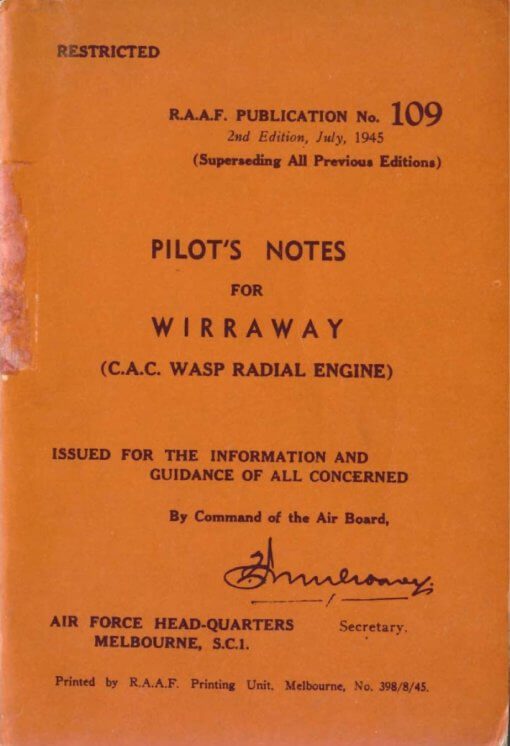 RESTRICTED
R.A.A.F. PUBLICATION No. 109
2nd Edition, July, 1945
(Superseding All Previous Editions)
PILOT'S NOTES
FOR
WIRRAWAY
(C.A.C. WASP RADIAL ENGINE)
ISSUED FOR THE INFORMATION AND
GUIDANCE OF ALL CONCERNED
By Command of the Air Board,
AIR FORCE HEAD-QUARTERS Secretary.
MELBOURNE, S.C.1.
Printed by R.A.A.F. Printing Unit, Melbourne, No. 398/8/45.